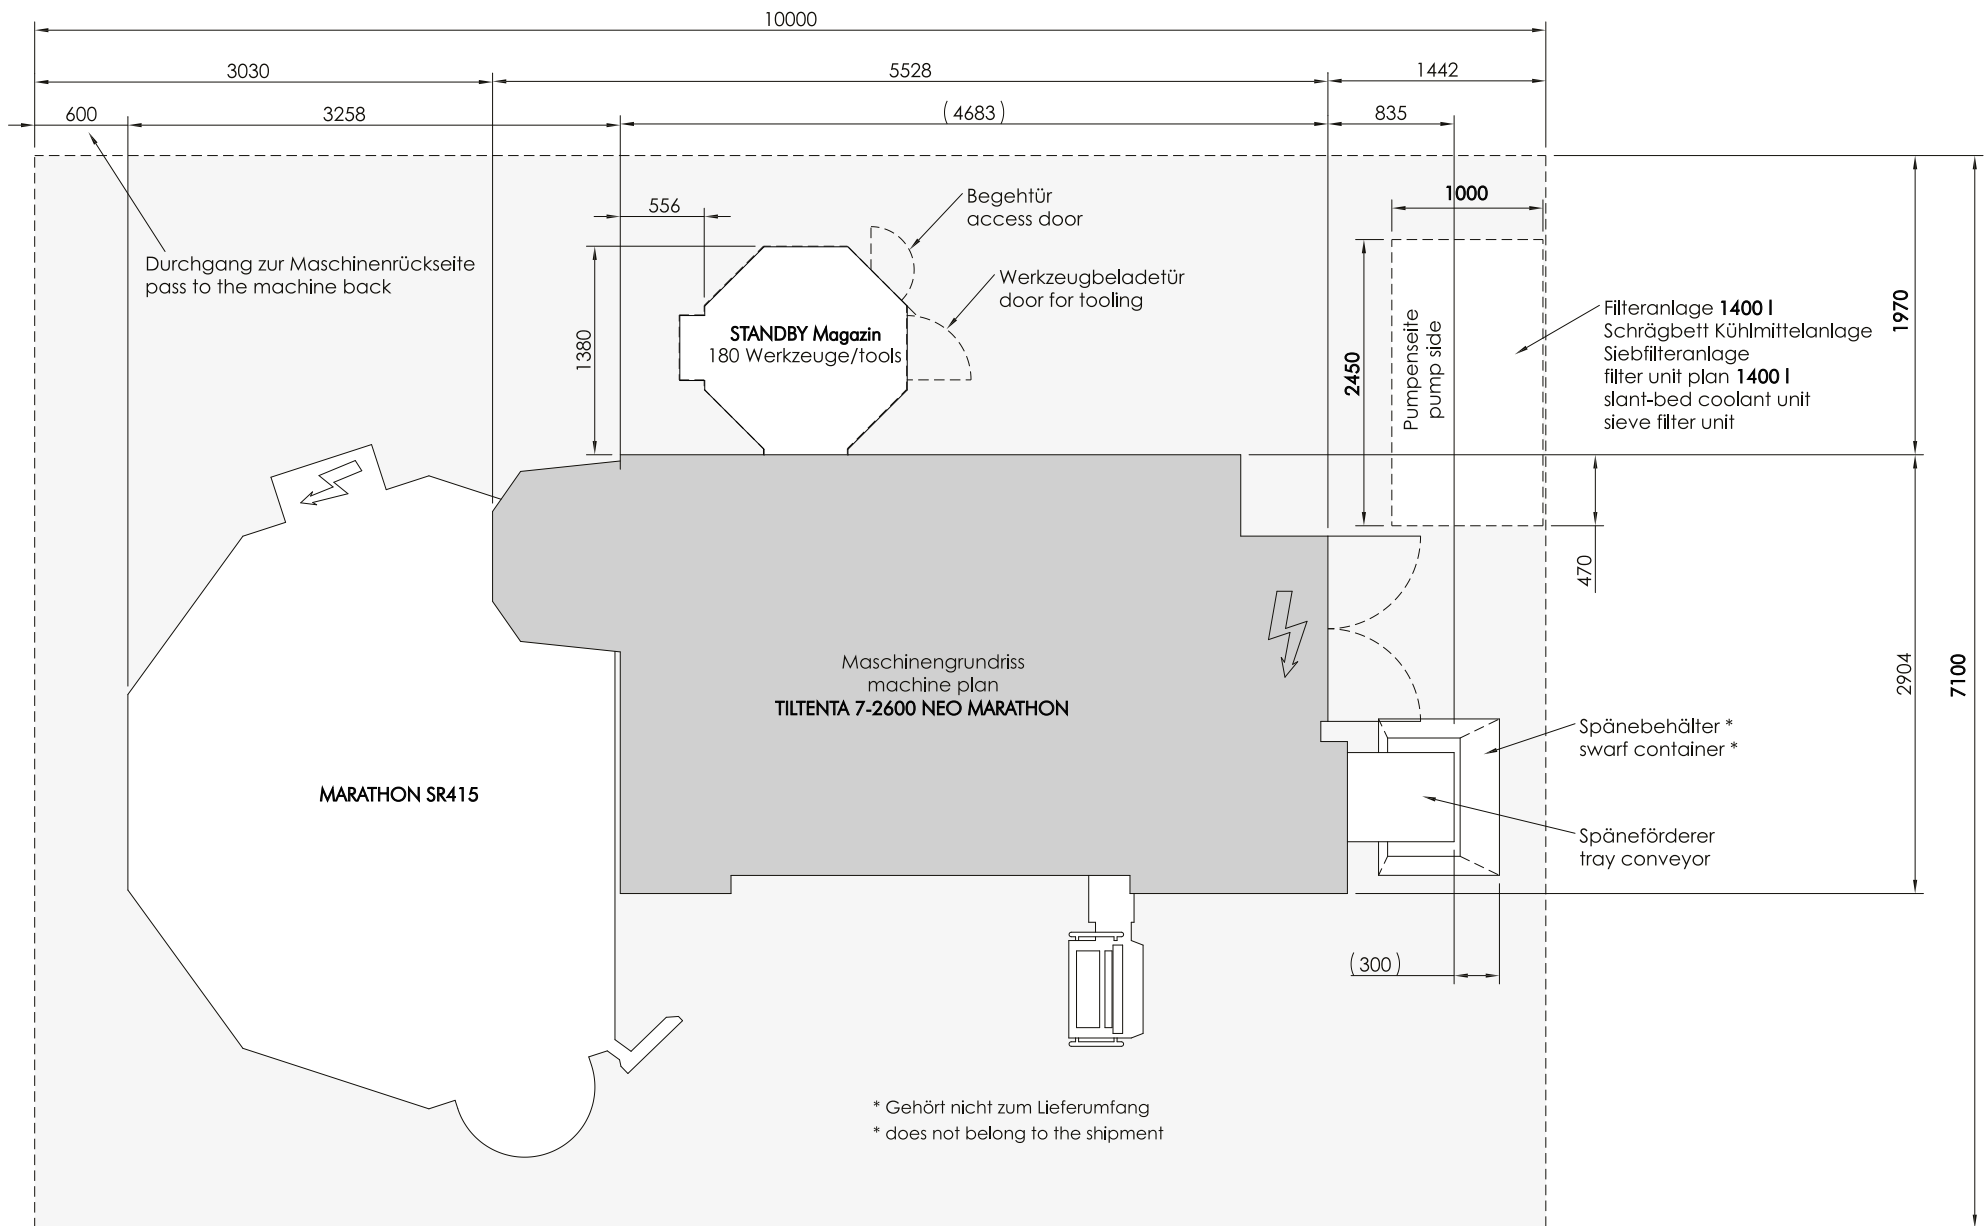 10000
3030
5528
1442
600
3258
(4683)
835
Begehtür
access door
556
1000
Durchgang zur Maschinenrückseite
pass to the machine back
Werkzeugbeladetür
door for tooling
1380
STANDBY Magazin
180 Werkzeuge/tools
2450
Pumpenseite
pump side
Filteranlage 1400 l
Schrägbett Kühlmittelanlage
Siebfilteranlage
filter unit plan 1400 l
slant-bed coolant unit
sieve filter unit
1970
470
Maschinengrundriss
machine plan
TILTENTA 7-2600 NEO MARATHON
2904
7100
Spänebehälter *
swarf container *
MARATHON SR415
Späneförderer
tray conveyor
(300)
* Gehört nicht zum Lieferumfang
* does not belong to the shipment